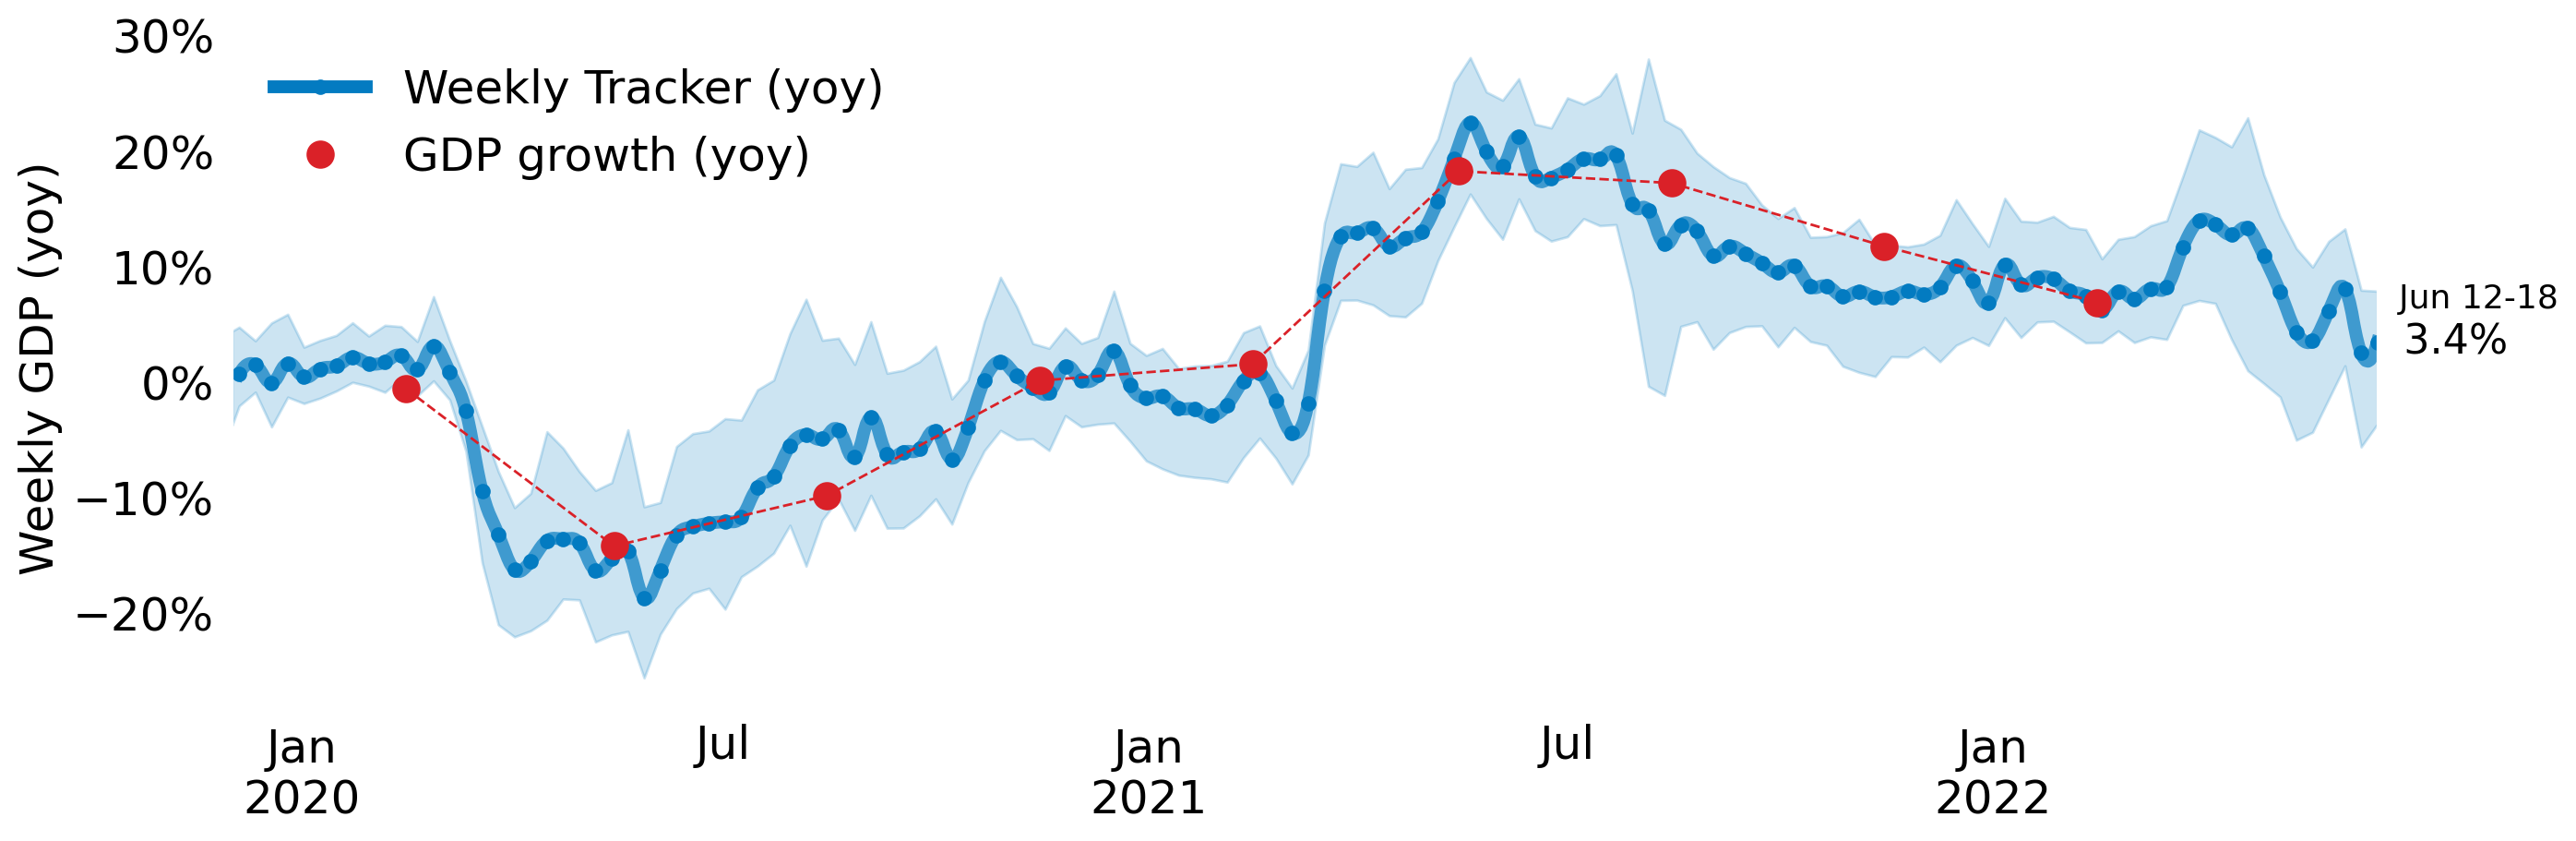 Weekly GDP (yoy)
30%
20%
10%
0%
−10%
−20%
Weekly Tracker (yoy)
GDP growth (yoy)
Jun 12-18
3.4%
Jan
2020
Jul
Jan
2021
Jul
Jan
2022